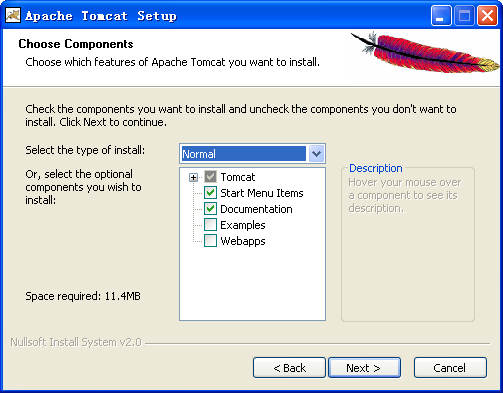 Apache Tomcat Setup
Choose Components
Choose which features of Apache Tomcat you want to install.
Check the components you want to install and uncheck the components you don't want to
install. Click Next to continue.
Select the type of install:
Normal
Or, select the optional
components you wish to
install:
Tomcat
Start Menu Items
Documentation
Examples
Webapps
Description
Hover your mouse over
a component to see its
description.
Space required: 11.4MB
Nullsoft Install System v2.0
< Back
Next >
Cancel